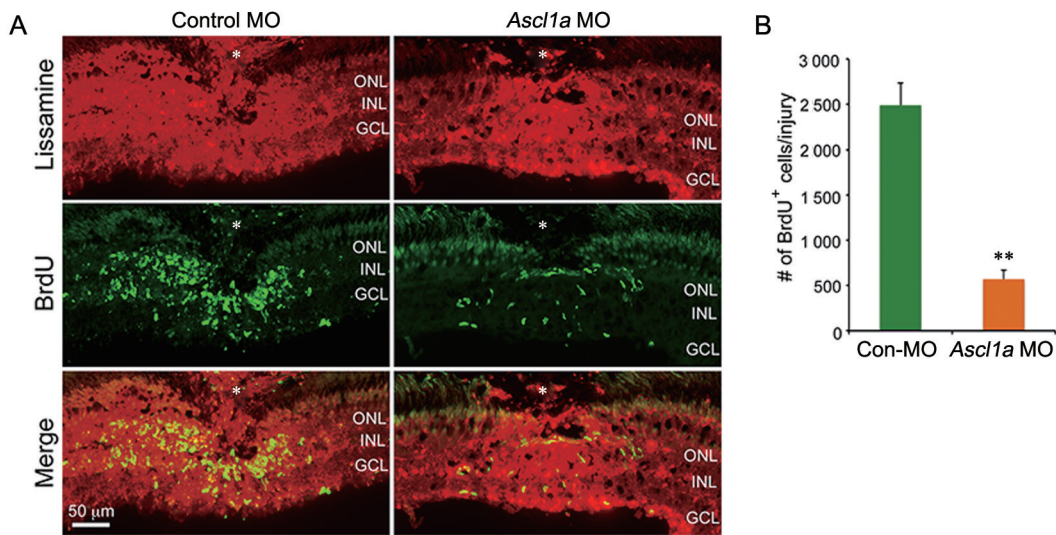 A
Control MO
Ascl1a MO
Lissamine
*
ONL
INL
GCL
*
ONL
INL
GCL
BrdU
*
ONL
INL
GCL
*
ONL
INL
GCL
Merge
*
ONL
INL
GCL
50 µm
*
ONL
INL
GCL
B
# of BrdU+ cells/injury
3 000
2 500
2 000
1 500
1 000
500
0
**
Con-MO
Ascl1a MO